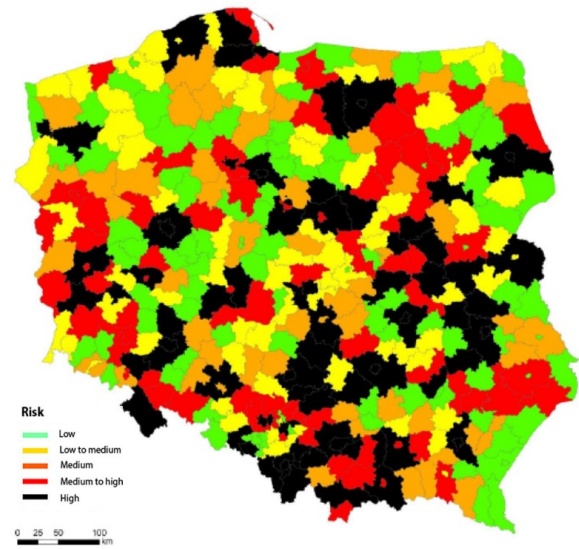 Risk
Low
Low to medium
Medium
Medium to high
High
0 25 50 100
km